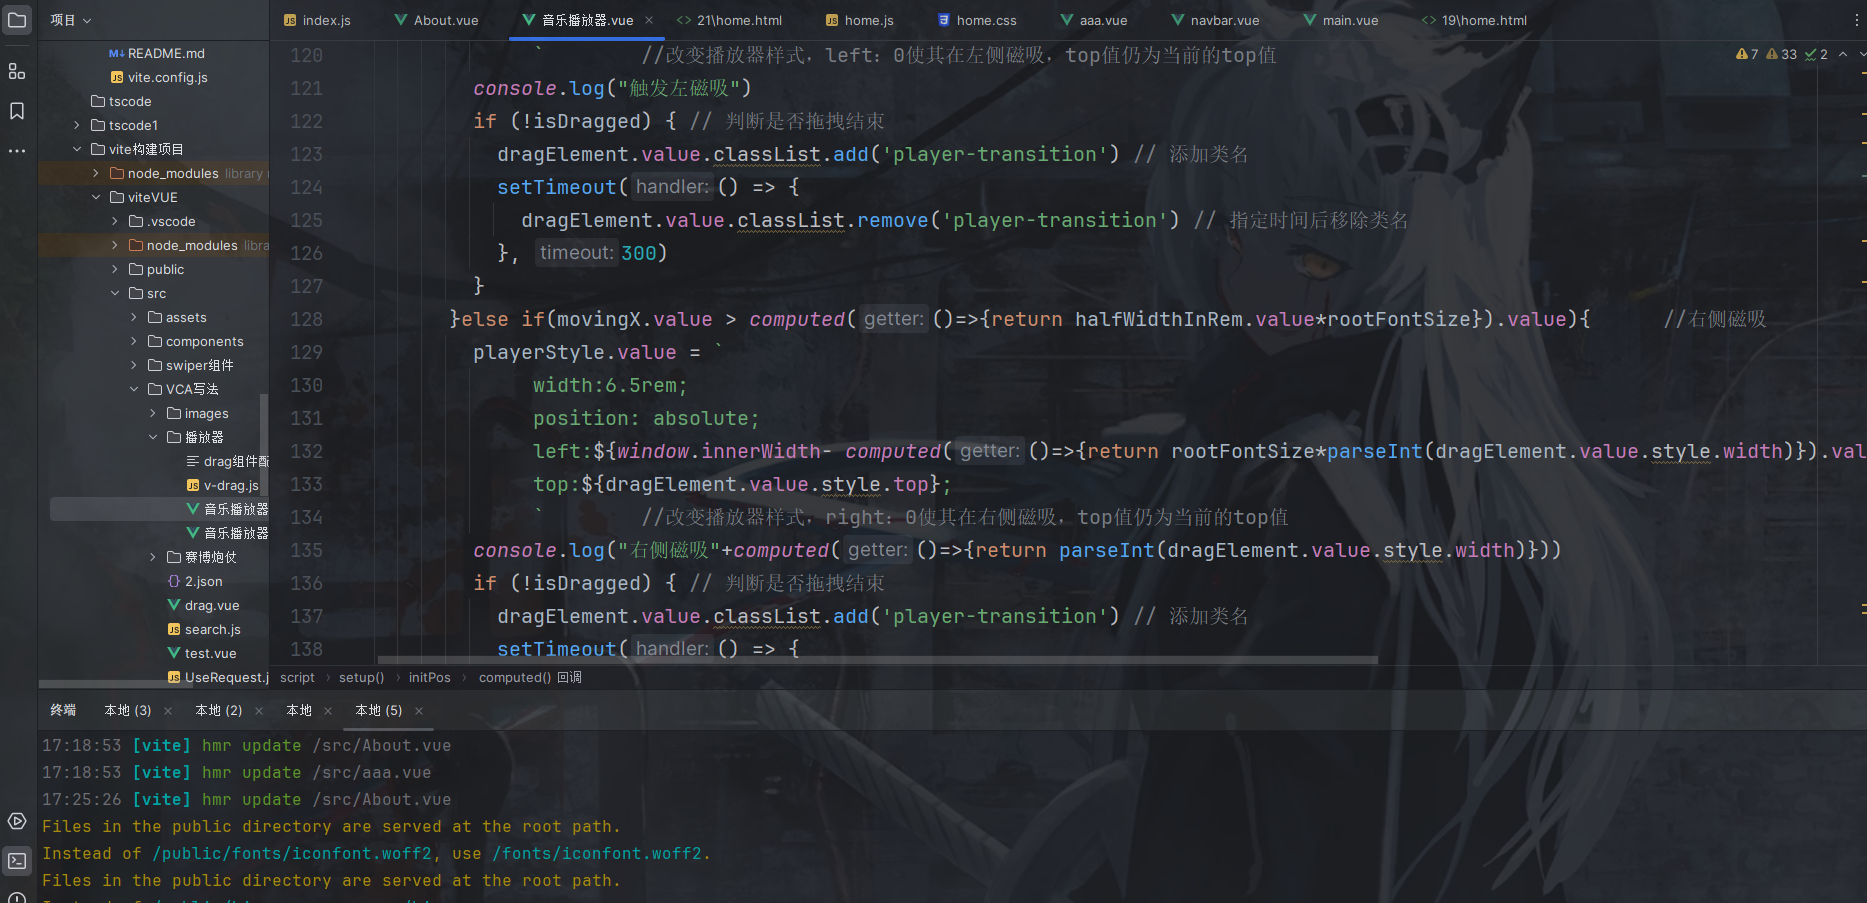 项目
index.js
About.vue
音乐播放器.vue
21\home.html
home.js
home.css
aaa.vue
navbar.vue
main.vue
19\home.html
README.md
vite.config.js
tscode
tscode1
vite构建项目
node_modules library
viteVUE
.vscode
node_modules libra
public
src
assets
components
swiper组件
VCA写法
images
播放器
drag组件配
v-drag.js
音乐播放器
音乐播放器
赛博炮仗
2.json
drag.vue
search.js
test.vue
UseRequest.j
7 33 2
120 ` //改变播放器样式，left：0使其在左侧磁吸，top值仍为当前的top值
121 console.log("触发左磁吸")
122 if (!isDragged) { // 判断是否拖拽结束
123 dragElement.value.classList.add('player-transition') // 添加类名
124 setTimeout( handler: () => {
125 dragElement.value.classList.remove('player-transition') // 指定时间后移除类名
126 }, timeout: 300)
127 }
128 }else if(movingX.value > computed( getter: ()=>{return halfWidthInRem.value*rootFontSize}).value){ //右侧磁吸
129 playerStyle.value = `
130 width:6.5rem;
131 position: absolute;
132 left:${window.innerWidth- computed( getter: ()=>{return rootFontSize*parseInt(dragElement.value.style.width)}).val
133 top:${dragElement.value.style.top};
134 ` //改变播放器样式，right：0使其在右侧磁吸，top值仍为当前的top值
135 console.log("右侧磁吸"+computed( getter: ()=>{return parseInt(dragElement.value.style.width)}))
136 if (!isDragged) { // 判断是否拖拽结束
137 dragElement.value.classList.add('player-transition') // 添加类名
138 setTimeout( handler: () => {
script › setup() › initPos › computed() 回调
终端 本地 (3) × 本地 (2) × 本地 × 本地 (5) ×
17:18:53 [vite] hmr update /src/About.vue
17:18:53 [vite] hmr update /src/aaa.vue
17:25:26 [vite] hmr update /src/About.vue
Files in the public directory are served at the root path.
Instead of /public/fonts/iconfont.woff2, use /fonts/iconfont.woff2.
Files in the public directory are served at the root path.